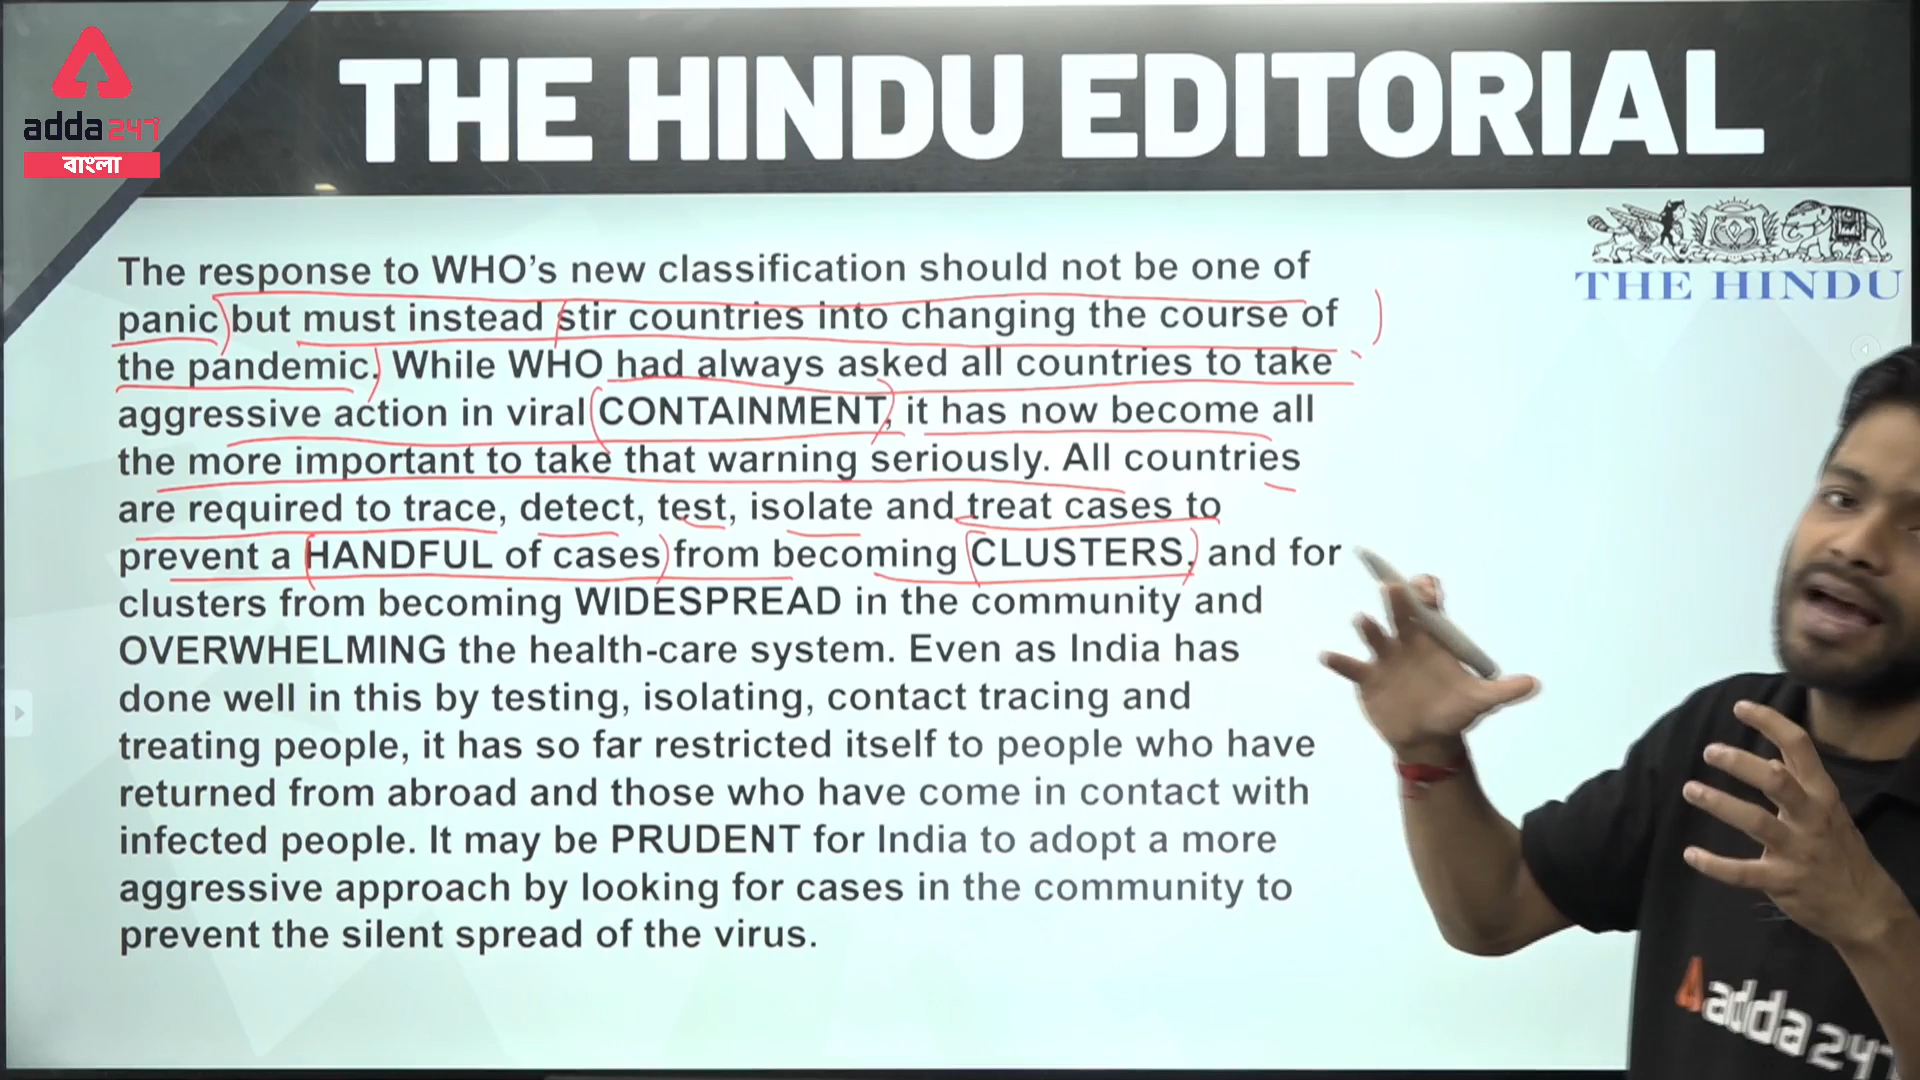 adda247
বাংলা
THE HINDU EDITORIAL
THE HINDU
The response to WHO’s new classification should not be one of
panic but must instead stir countries into changing the course of
the pandemic. While WHO had always asked all countries to take
aggressive action in viral CONTAINMENT, it has now become all
the more important to take that warning seriously. All countries
are required to trace, detect, test, isolate and treat cases to
prevent a HANDFUL of cases from becoming CLUSTERS, and for
clusters from becoming WIDESPREAD in the community and
OVERWHELMING the health-care system. Even as India has
done well in this by testing, isolating, contact tracing and
treating people, it has so far restricted itself to people who have
returned from abroad and those who have come in contact with
infected people. It may be PRUDENT for India to adopt a more
aggressive approach by looking for cases in the community to
prevent the silent spread of the virus.
adda247